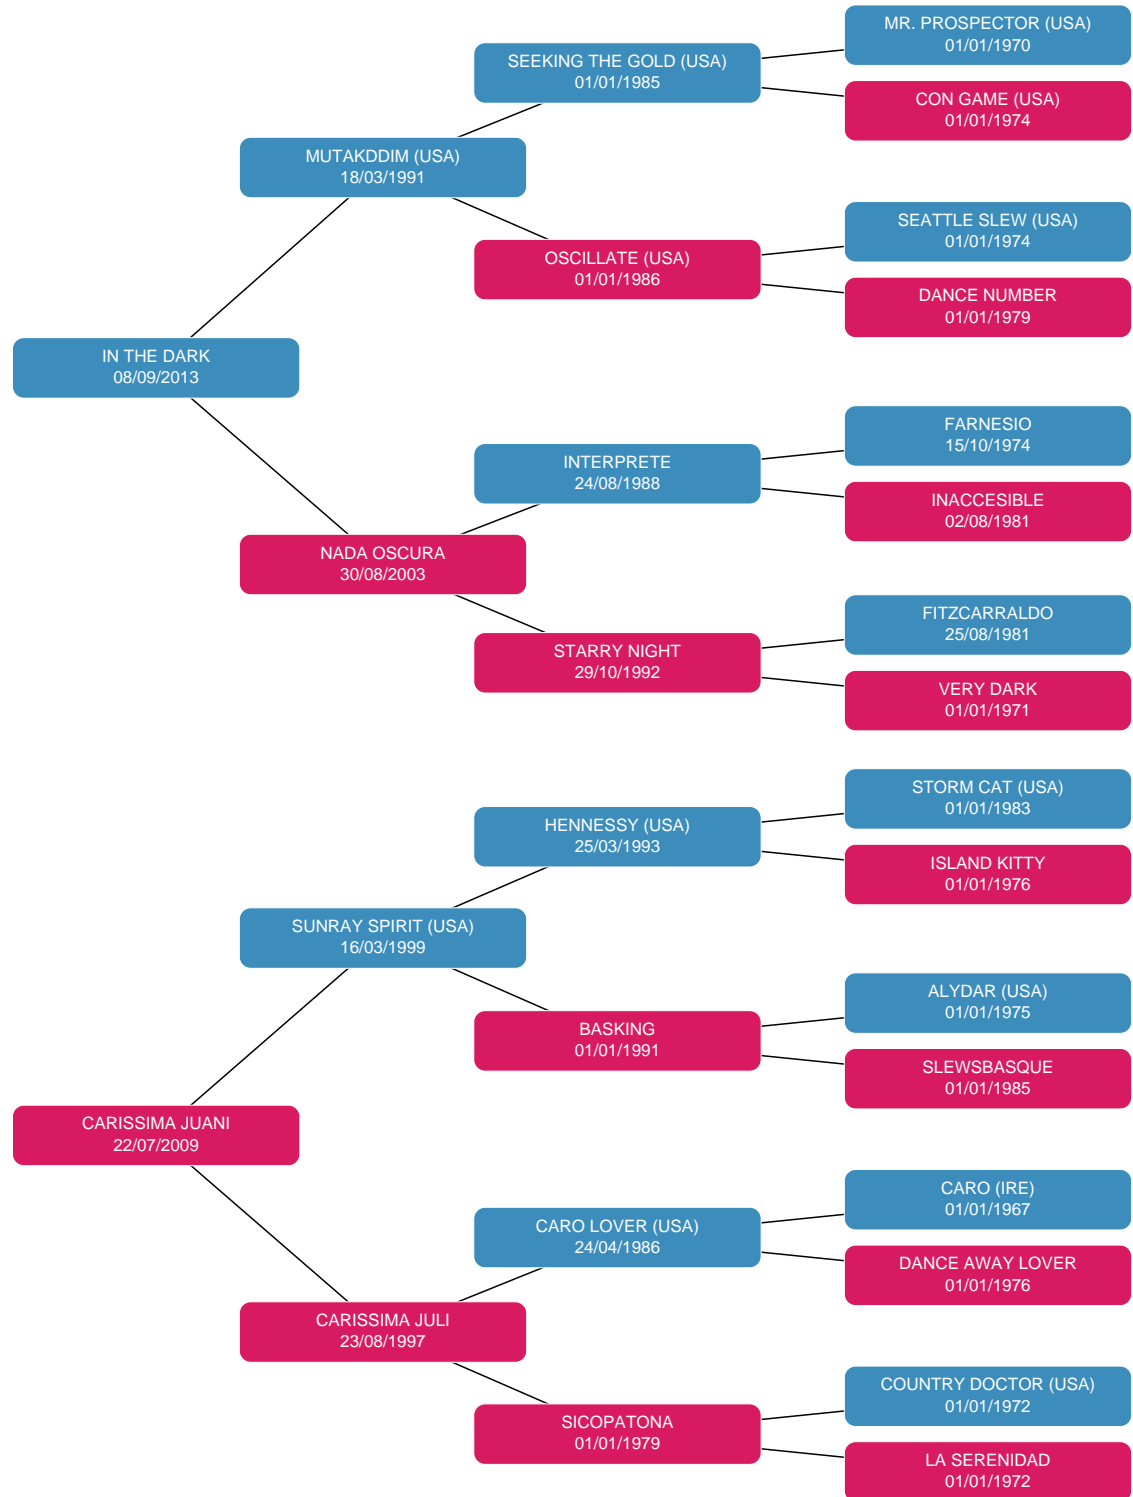 MR. PROSPECTOR (USA)
01/01/1970
SEEKING THE GOLD (USA)
01/01/1985
CON GAME (USA)
01/01/1974
MUTAKDDIM (USA)
18/03/1991
SEATTLE SLEW (USA)
01/01/1974
OSCILLATE (USA)
01/01/1986
DANCE NUMBER
01/01/1979
IN THE DARK
08/09/2013
FARNESIO
15/10/1974
INTERPRETE
24/08/1988
INACCESIBLE
02/08/1981
NADA OSCURA
30/08/2003
FITZCARRALDO
25/08/1981
STARRY NIGHT
29/10/1992
VERY DARK
01/01/1971
STORM CAT (USA)
01/01/1983
HENNESSY (USA)
25/03/1993
ISLAND KITTY
01/01/1976
SUNRAY SPIRIT (USA)
16/03/1999
ALYDAR (USA)
01/01/1975
BASKING
01/01/1991
SLEWSBASQUE
01/01/1985
CARISSIMA JUANI
22/07/2009
CARO (IRE)
01/01/1967
CARO LOVER (USA)
24/04/1986
DANCE AWAY LOVER
01/01/1976
CARISSIMA JULI
23/08/1997
COUNTRY DOCTOR (USA)
01/01/1972
SICOPATONA
01/01/1979
LA SERENIDAD
01/01/1972